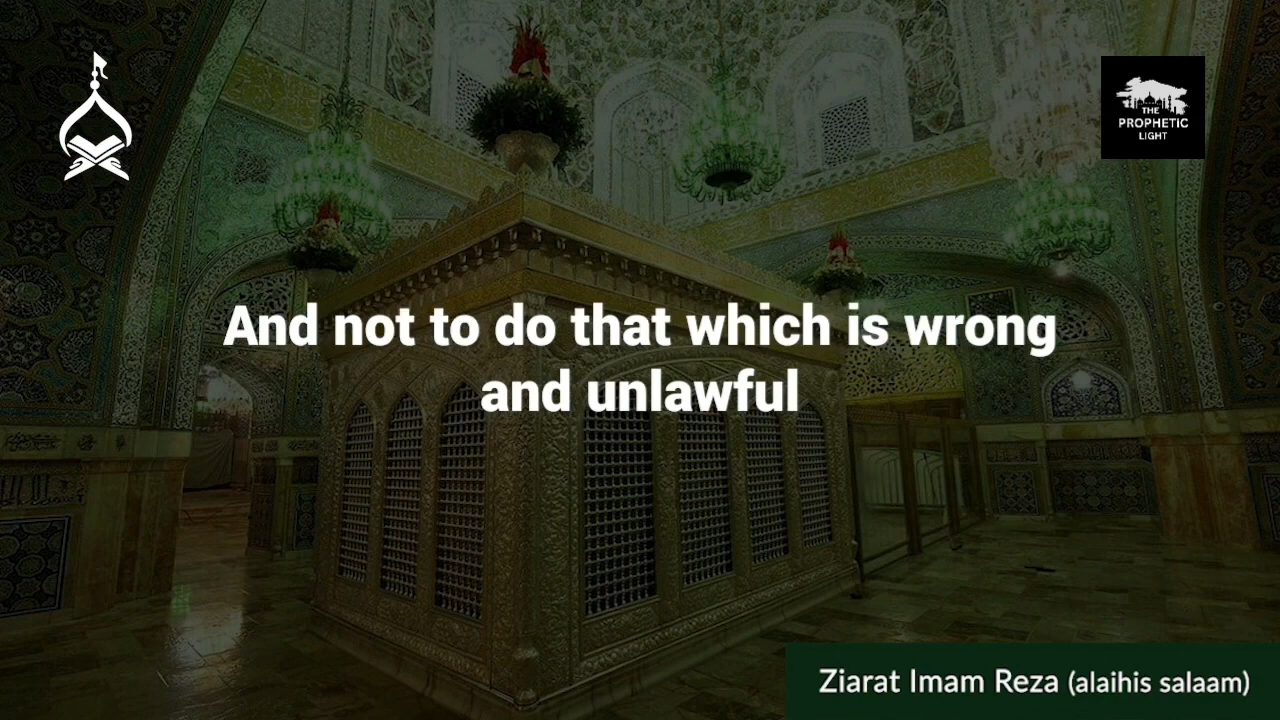 THE
PROPHETIC
LIGHT
And not to do that which is wrong
and unlawful
Ziarat Imam Reza (alaihis salaam)